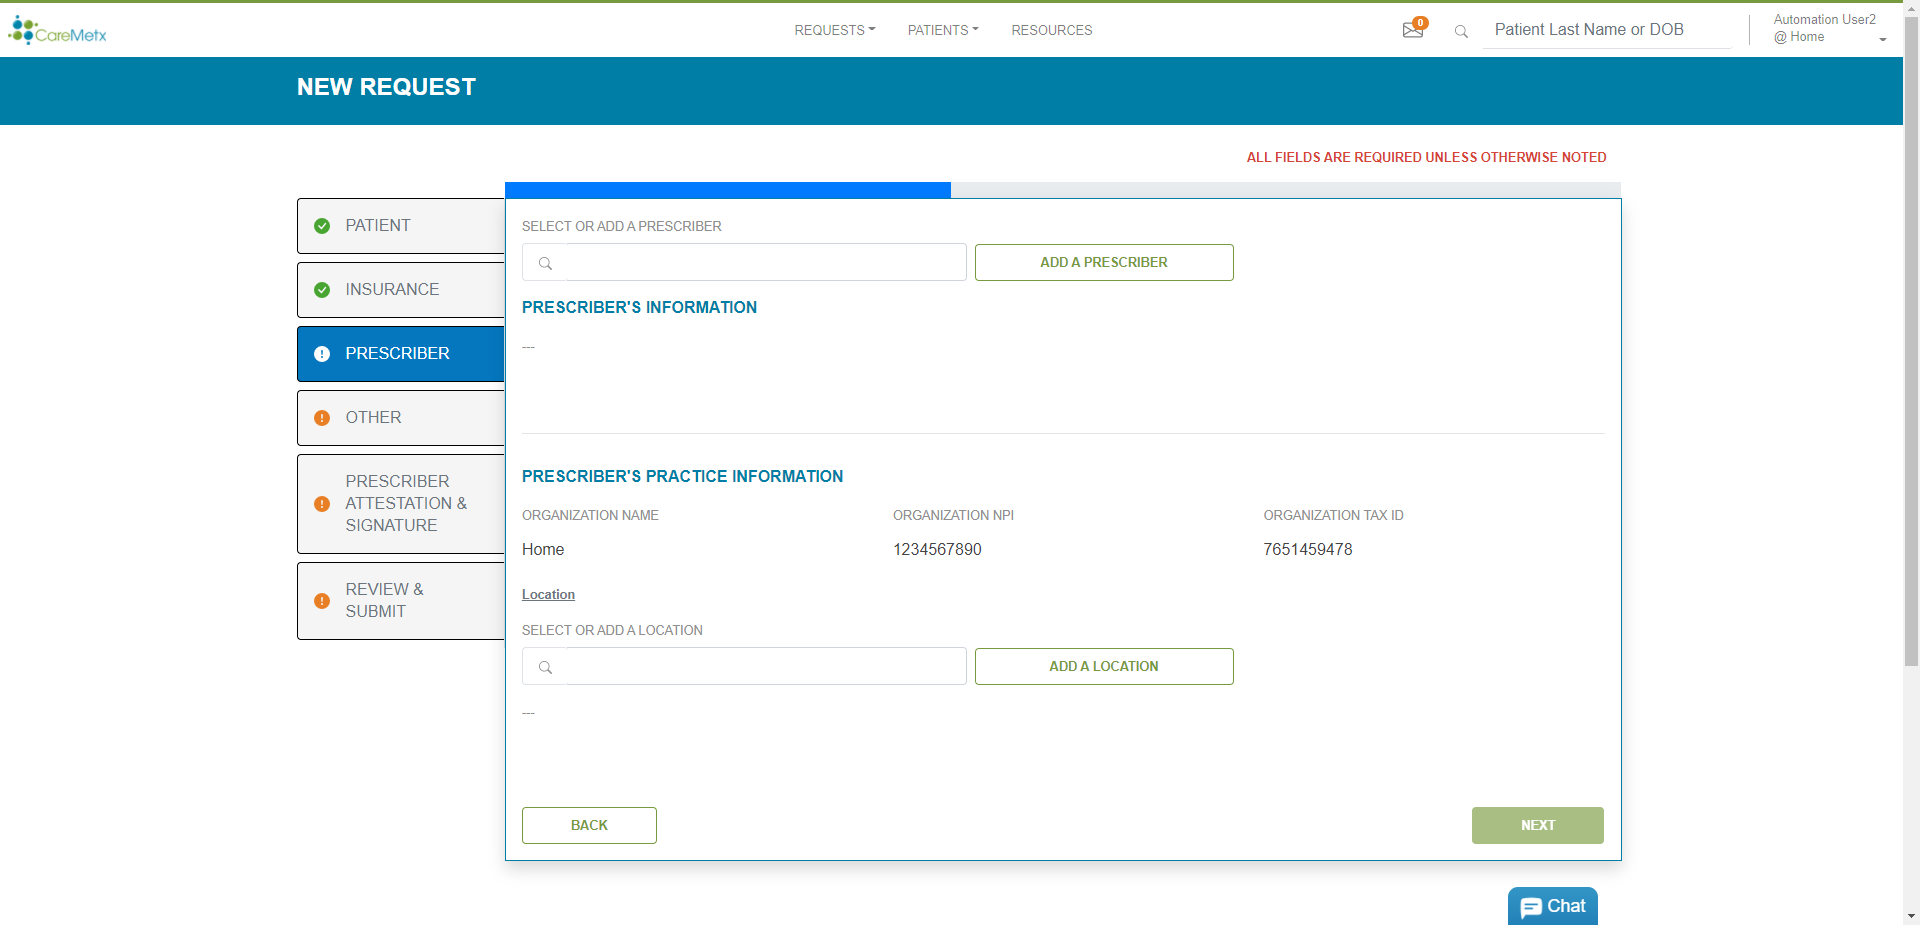 CareMetx
REQUESTS
PATIENTS
RESOURCES
0
Patient Last Name or DOB
Automation User2
@ Home
NEW REQUEST
ALL FIELDS ARE REQUIRED UNLESS OTHERWISE NOTED
PATIENT
INSURANCE
PRESCRIBER
OTHER
PRESCRIBER
ATTESTATION &
SIGNATURE
REVIEW &
SUBMIT
SELECT OR ADD A PRESCRIBER
ADD A PRESCRIBER
PRESCRIBER'S INFORMATION
---
PRESCRIBER'S PRACTICE INFORMATION
ORGANIZATION NAME
ORGANIZATION NPI
ORGANIZATION TAX ID
Home
1234567890
7651459478
Location
SELECT OR ADD A LOCATION
ADD A LOCATION
---
BACK
NEXT
Chat